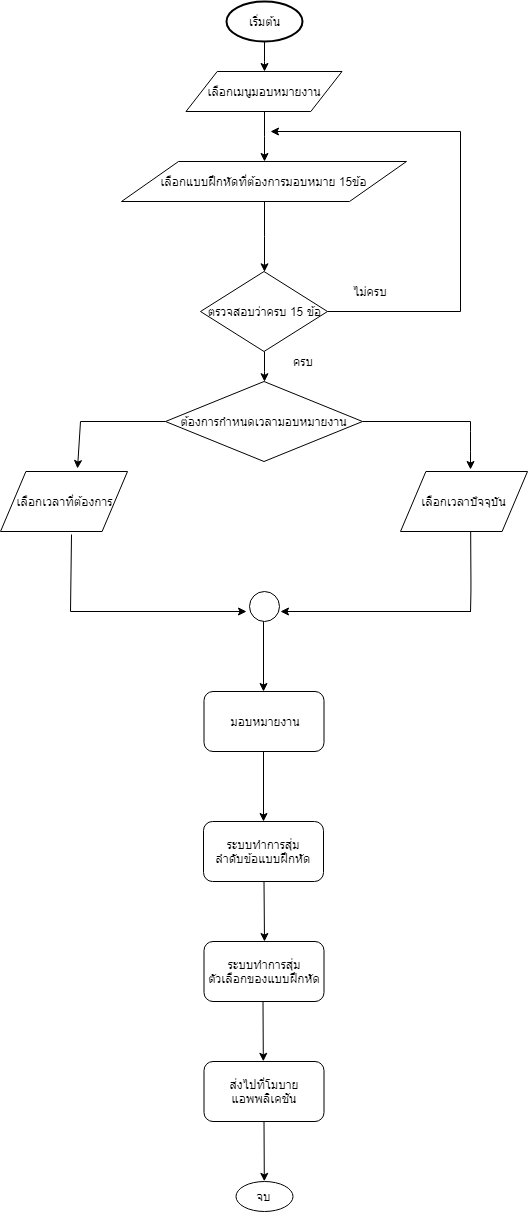 เริ่มต้น
เลือกเมนูมอบหมายงาน
เลือกแบบฝึกหัดที่ต้องการมอบหมาย 15ข้อ
ไม่ครบ
ตรวจสอบว่าครบ 15 ข้อ
ครบ
ต้องการกำหนดเวลามอบหมายงาน
เลือกเวลาที่ต้องการ
เลือกเวลาปัจจุบัน
มอบหมายงาน
ระบบทำการสุ่ม
ลำดับข้อแบบฝึกหัด
ระบบทำการสุ่ม
ตัวเลือกของแบบฝึกหัด
ส่งไปที่โมบาย
แอพพลิเคชัน
จบ